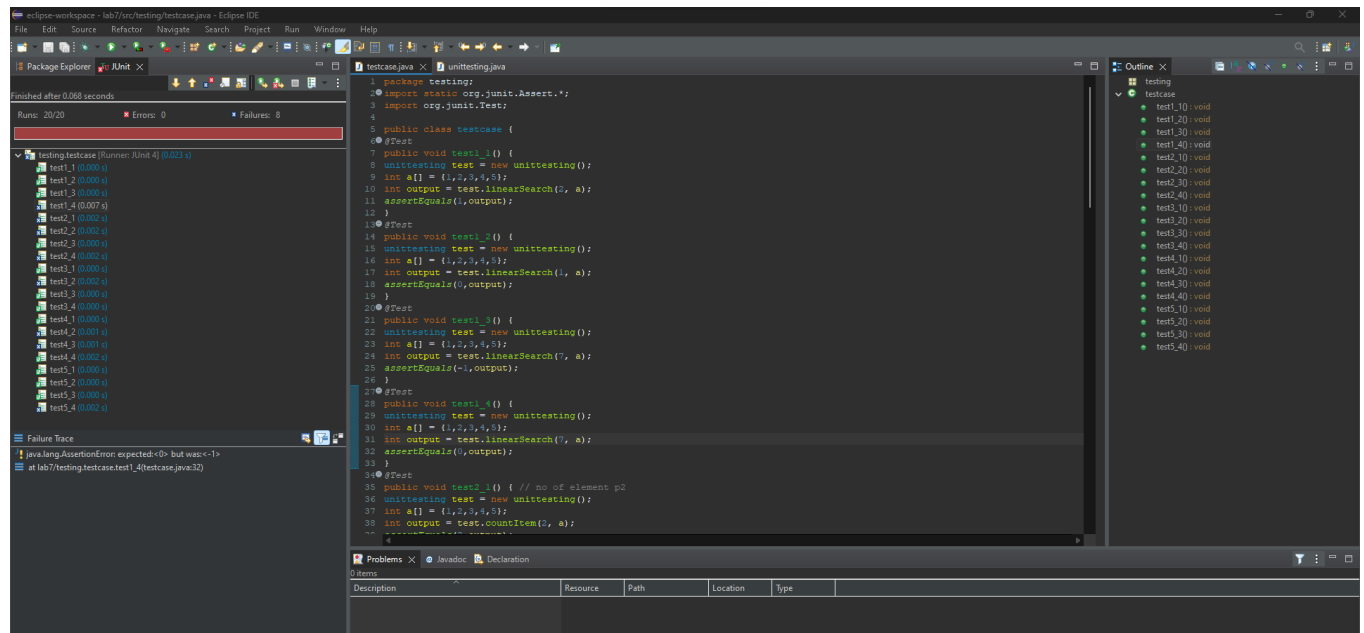 eclipse-workspace - lab7/src/testing/testcase.java - Eclipse IDE
File Edit Source Refactor Navigate Search Project Run Window Help
Package Explorer JUnit
Finished after 0.068 seconds
Runs: 20/20 Errors: 0 Failures: 8
testing.testcase [Runner: JUnit 4] (0.023 s)
test1_1 (0.000 s)
test1_2 (0.000 s)
test1_3 (0.000 s)
test1_4 (0.007 s)
test2_1 (0.002 s)
test2_2 (0.002 s)
test2_3 (0.000 s)
test2_4 (0.002 s)
test3_1 (0.000 s)
test3_2 (0.002 s)
test3_3 (0.000 s)
test3_4 (0.000 s)
test4_1 (0.000 s)
test4_2 (0.001 s)
test4_3 (0.001 s)
test4_4 (0.002 s)
test5_1 (0.000 s)
test5_2 (0.000 s)
test5_3 (0.000 s)
test5_4 (0.002 s)
Failure Trace
java.lang.AssertionError: expected:<0> but was:<-1>
at lab7/testing.testcase.test1_4(testcase.java:32)
testcase.java unittesting.java
1 package testing;
2 import static org.junit.Assert.*;
3 import org.junit.Test;
4
5 public class testcase {
6 @Test
7 public void test1_1() {
8 unittesting test = new unittesting();
9 int a[] = {1,2,3,4,5};
10 int output = test.linearSearch(2, a);
11 assertEquals(1,output);
12 }
13 @Test
14 public void test1_2() {
15 unittesting test = new unittesting();
16 int a[] = {1,2,3,4,5};
17 int output = test.linearSearch(1, a);
18 assertEquals(0,output);
19 }
20 @Test
21 public void test1_3() {
22 unittesting test = new unittesting();
23 int a[] = {1,2,3,4,5};
24 int output = test.linearSearch(7, a);
25 assertEquals(-1,output);
26 }
27 @Test
28 public void test1_4() {
29 unittesting test = new unittesting();
30 int a[] = {1,2,3,4,5};
31 int output = test.linearSearch(7, a);
32 assertEquals(0,output);
33 }
34 @Test
35 public void test2_1() { // no of element p2
36 unittesting test = new unittesting();
37 int a[] = {1,2,3,4,5};
38 int output = test.countItem(2, a);
Outline
testing
testcase
test1_1() : void
test1_2() : void
test1_3() : void
test1_4() : void
test2_1() : void
test2_2() : void
test2_3() : void
test2_4() : void
test3_1() : void
test3_2() : void
test3_3() : void
test3_4() : void
test4_1() : void
test4_2() : void
test4_3() : void
test4_4() : void
test5_1() : void
test5_2() : void
test5_3() : void
test5_4() : void
Problems Javadoc Declaration
0 items
Description Resource Path Location Type